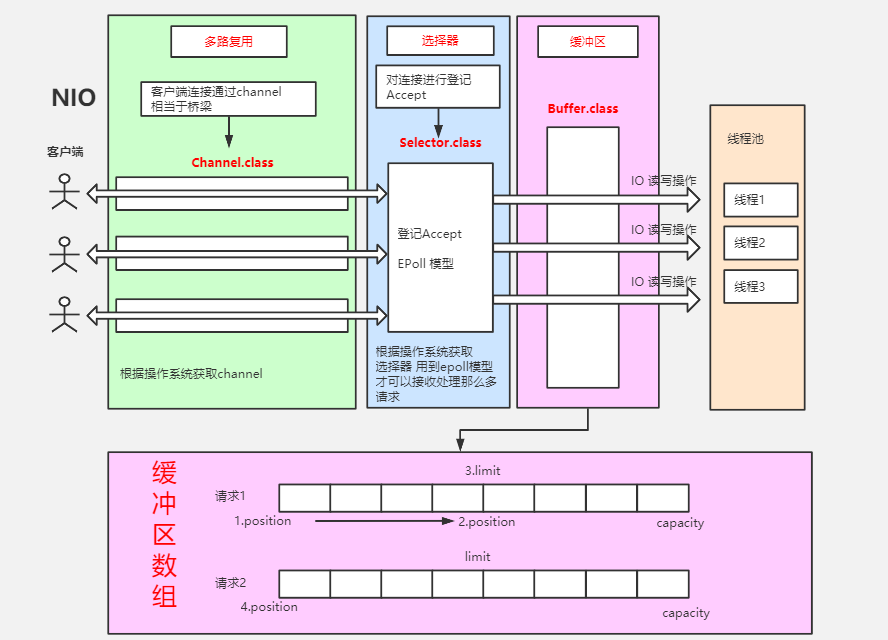 多路复用
选择器
缓冲区
NIO
客户端连接通过channel
相当于桥梁
对连接进行登记
Accept
Buffer.class
Channel.class
Selector.class
客户端
线程池
IO 读写操作
线程1
登记Accept
IO 读写操作
线程2
EPoll 模型
IO 读写操作
线程3
根据操作系统获取channel
根据操作系统获取
选择器 用到epoll模型
才可以接收处理那么多
请求
缓冲区数组
3.limit
请求1
1.position
2.position
capacity
limit
请求2
4.position
capacity